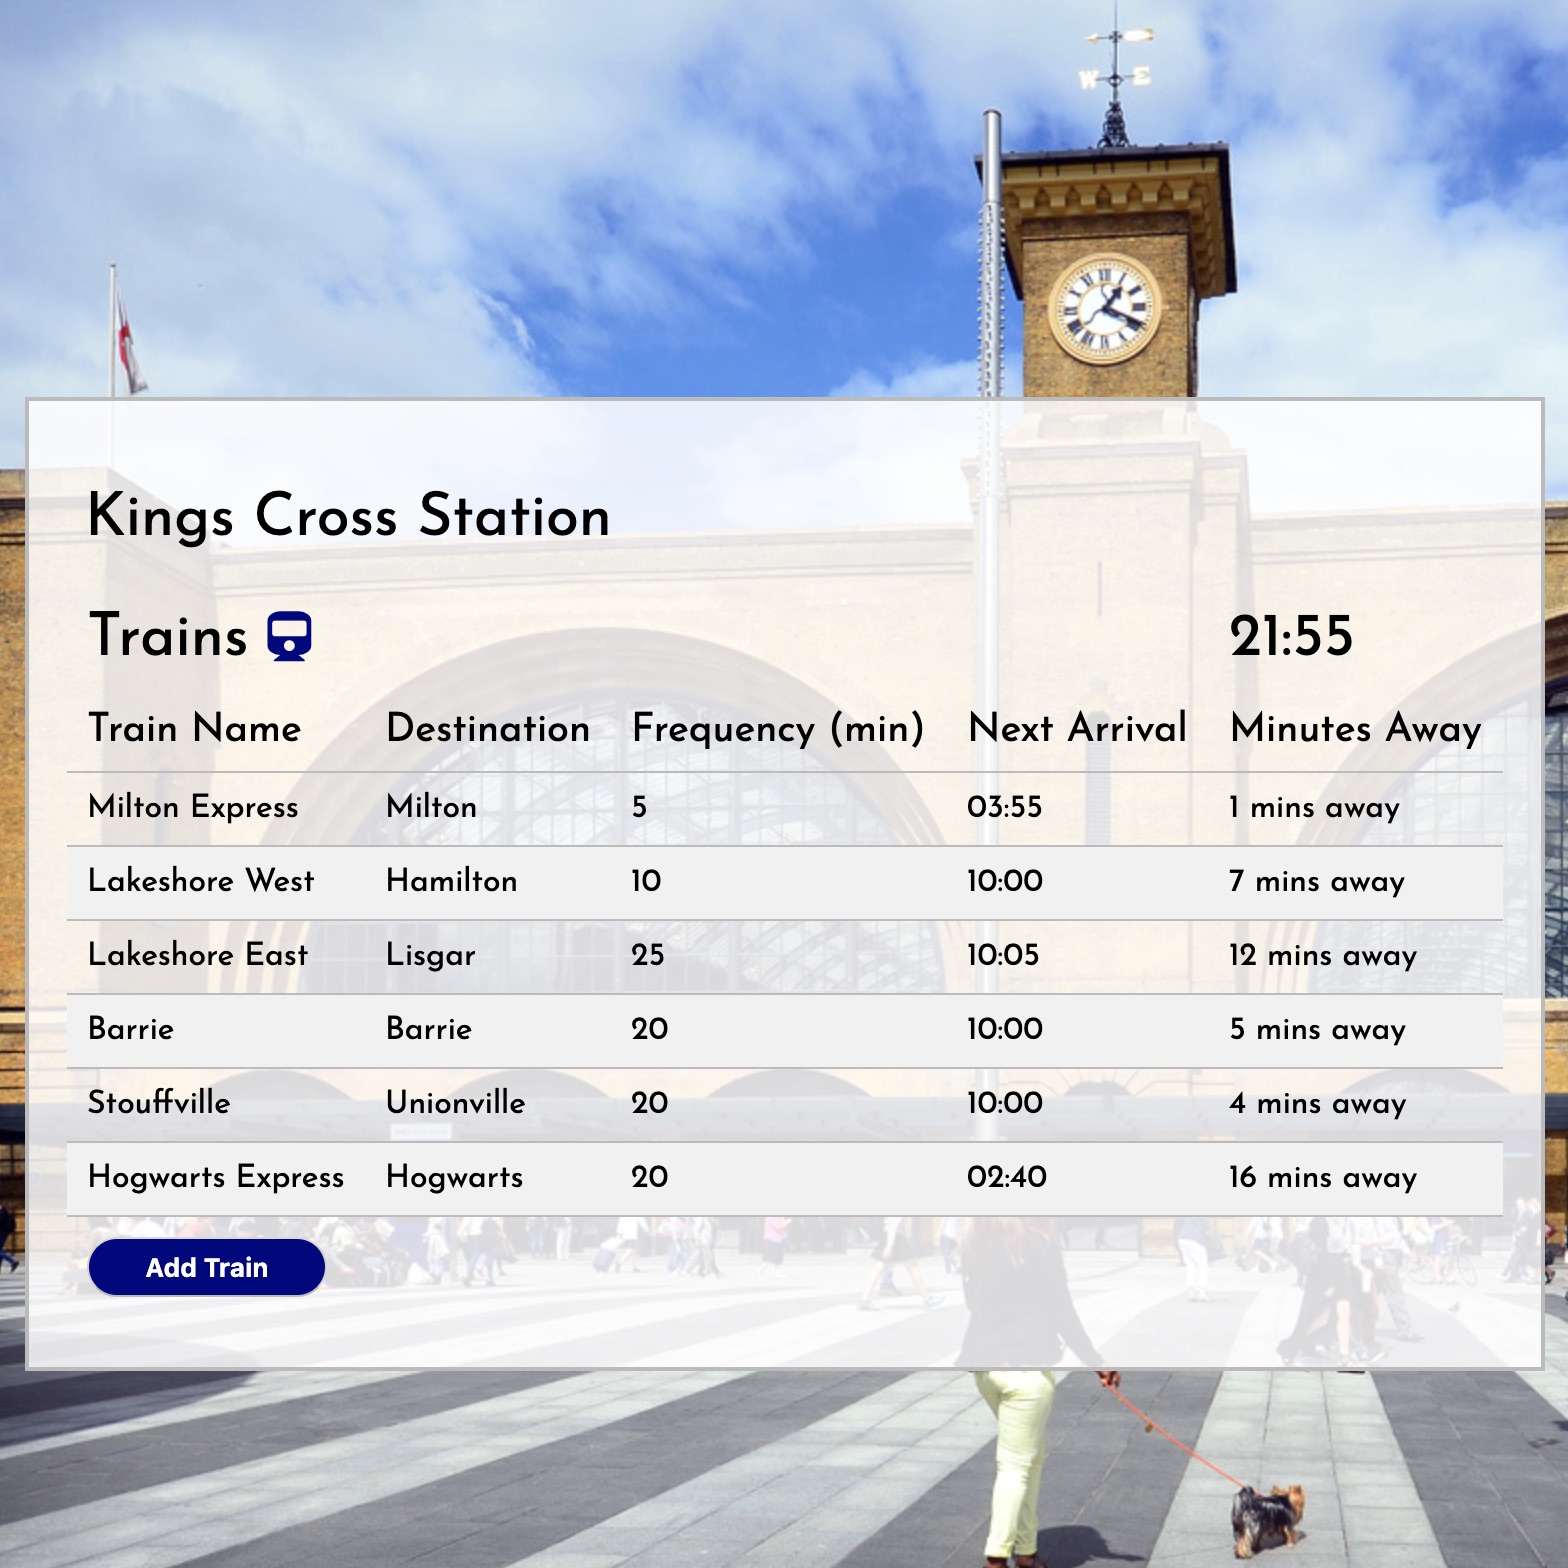 W E
Kings Cross Station
Trains 21:55
Train Name Destination Frequency (min) Next Arrival Minutes Away
Milton Express Milton 5 03:55 1 mins away
Lakeshore West Hamilton 10 10:00 7 mins away
Lakeshore East Lisgar 25 10:05 12 mins away
Barrie Barrie 20 10:00 5 mins away
Stouffville Unionville 20 10:00 4 mins away
Hogwarts Express Hogwarts 20 02:40 16 mins away
Add Train